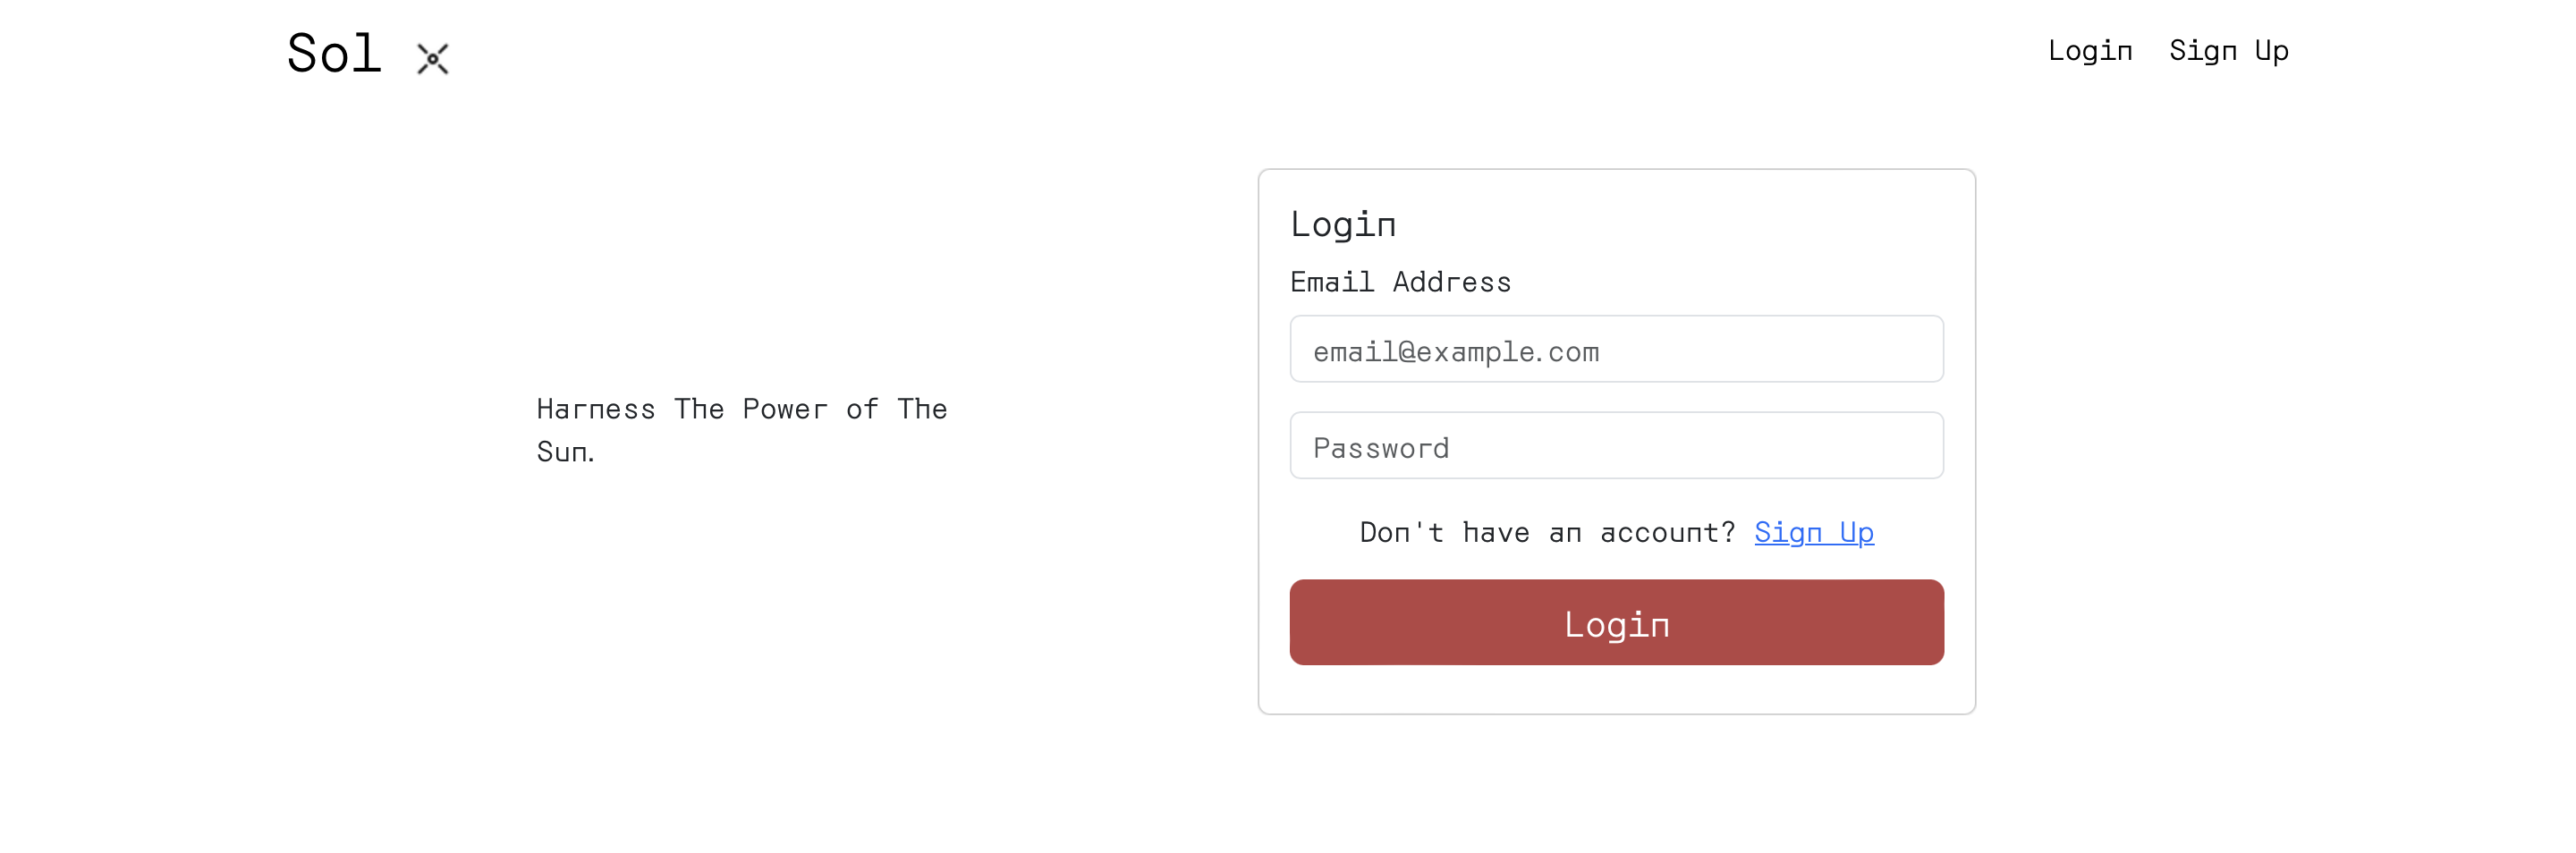 Sol
Login Sign Up
Harness The Power of The
Sun.
Login
Email Address
email@example.com
Password
Don't have an account? Sign Up
Login